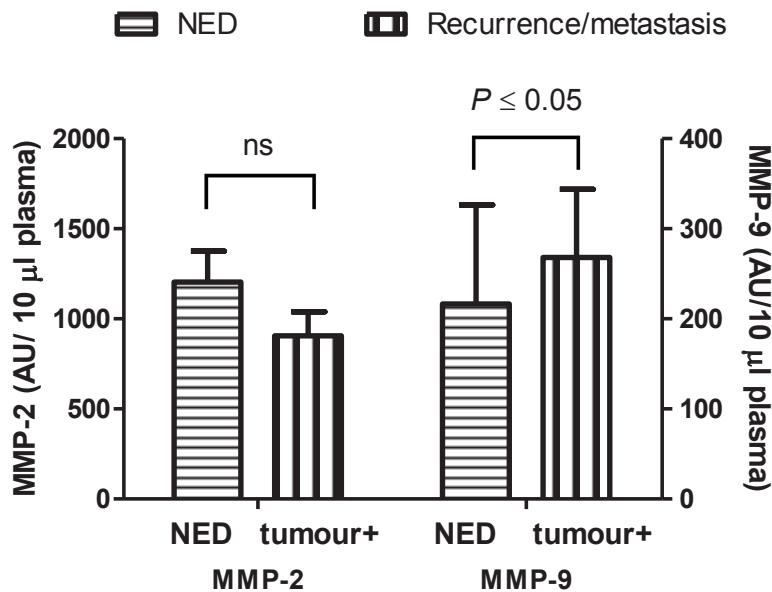 NED
Recurrence/metastasis
P ≤ 0.05
ns
MMP-2 (AU/ 10 μl plasma)
2000
1500
1000
500
0
400
300
200
100
0
MMP-9 (AU/10 μl plasma)
NED tumour+ NED tumour+
MMP-2 MMP-9